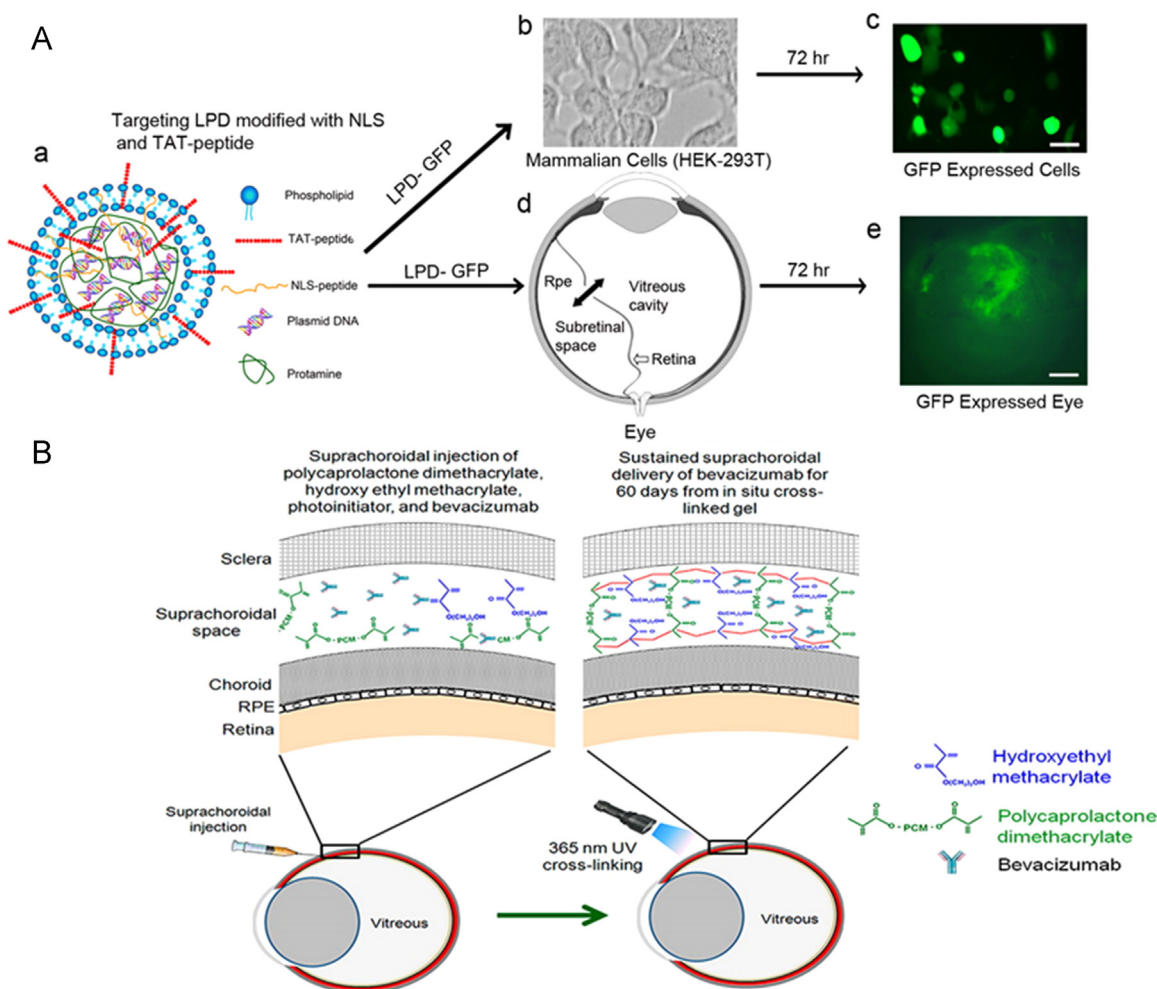 A
Targeting LPD modified with NLS
and TAT-peptide
a
Phospholipid
TAT-peptide
NLS-peptide
Plasmid DNA
Protamine
LPD- GFP
LPD- GFP
b
Mammalian Cells (HEK-293T)
72 hr
c
GFP Expressed Cells
d
Rpe
Vitreous
cavity
Subretinal
space
Retina
Eye
72 hr
e
GFP Expressed Eye
B
Suprachoroidal injection of
polycaprolactone dimethacrylate,
hydroxy ethyl methacrylate,
photoinitiator, and bevacizumab
Sustained suprachoroidal
delivery of bevacizumab for
60 days from in situ cross-
linked gel
Sclera
Suprachoroidal
space
Choroid
RPE
Retina
Suprachoroidal
injection
Vitreous
365 nm UV
cross-linking
Vitreous
Hydroxyethyl
methacrylate
Polycaprolactone
dimethacrylate
Bevacizumab